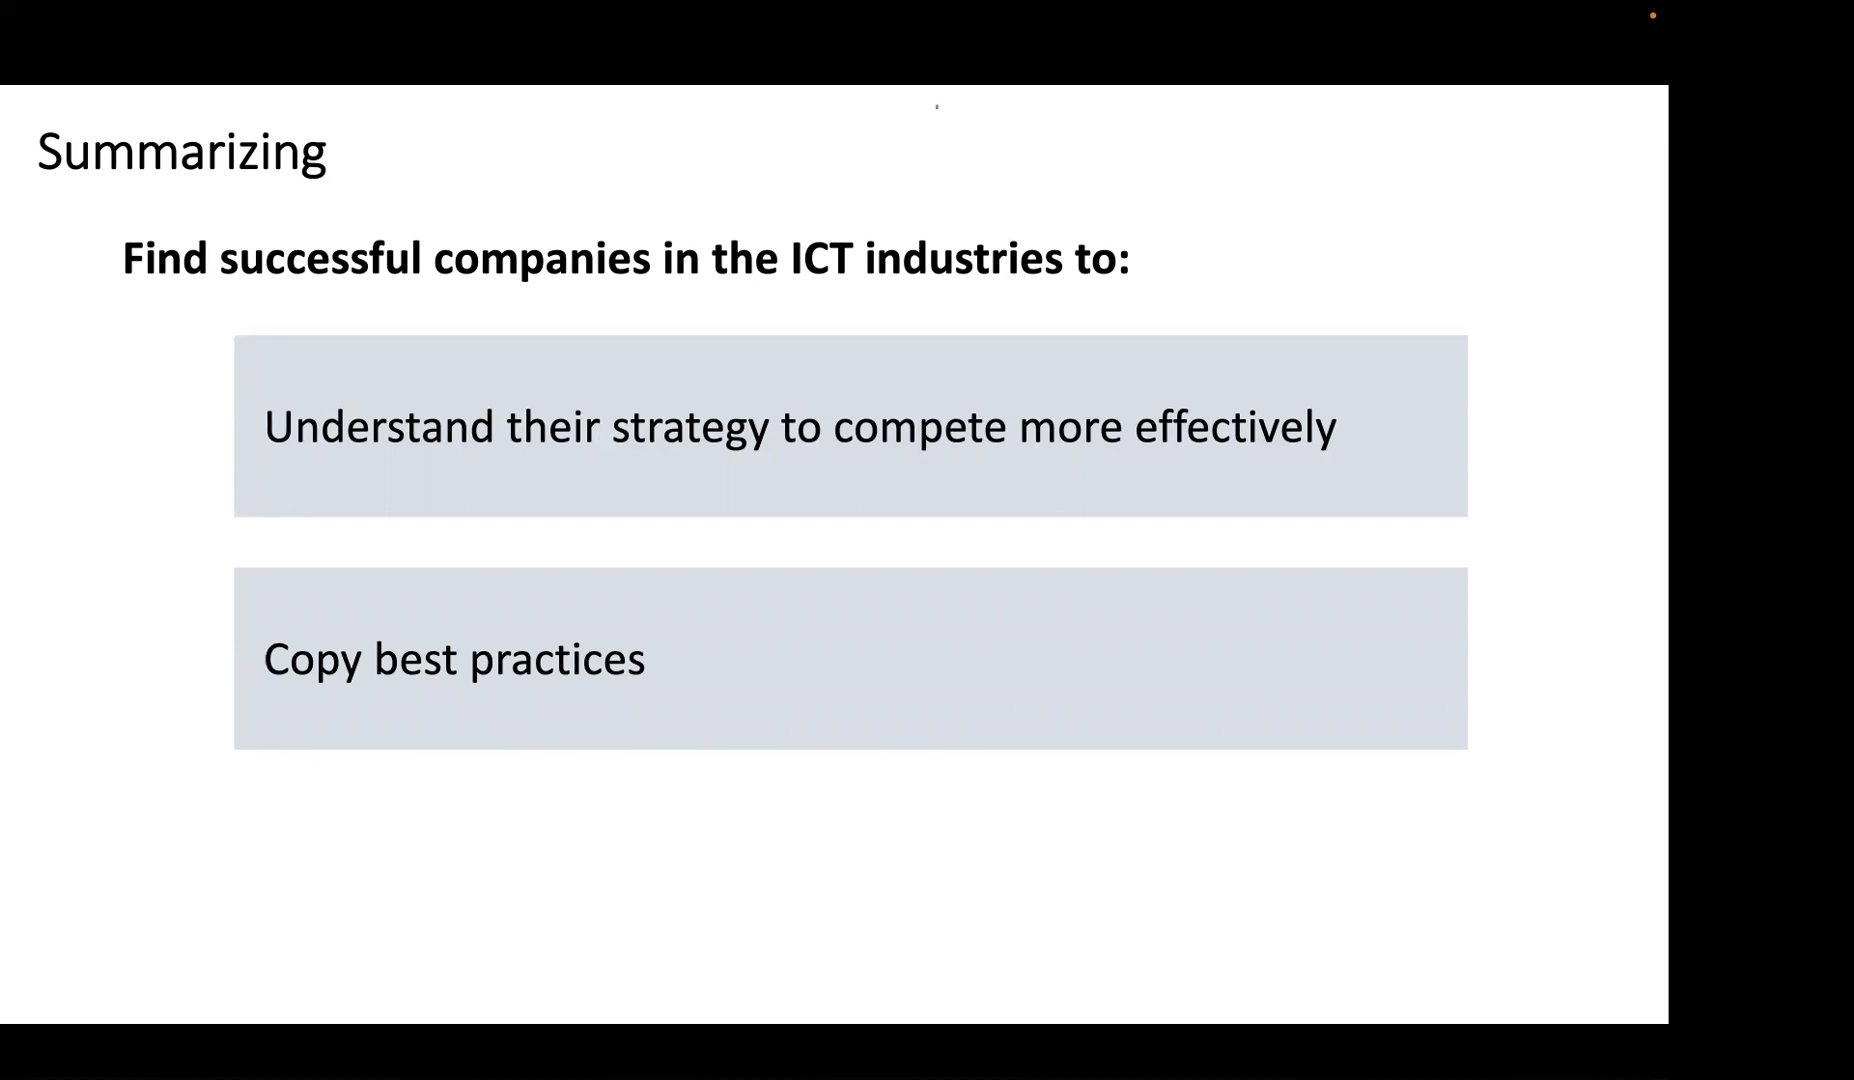 Summarizing
Find successful companies in the ICT industries to:
Understand their strategy to compete more effectively
Copy best practices